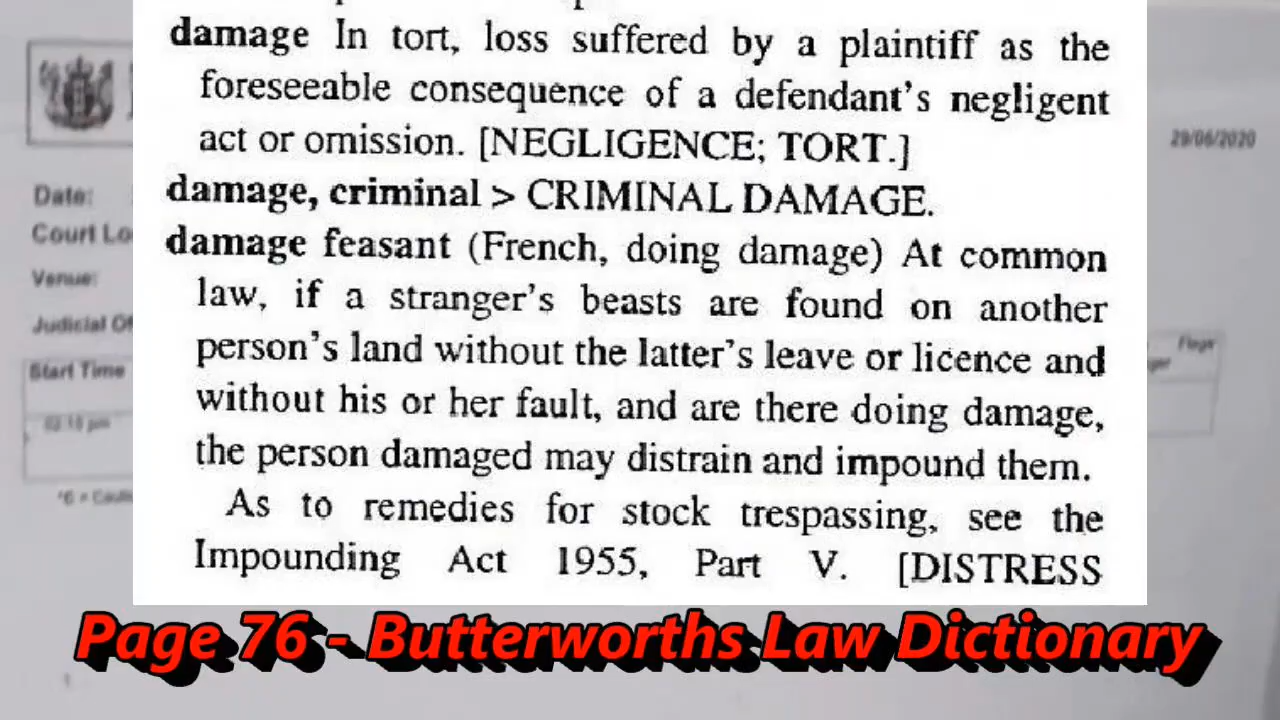 damage In tort, loss suffered by a plaintiff as the
foreseeable consequence of a defendant's negligent
act or omission. [NEGLIGENCE; TORT.]
damage, criminal > CRIMINAL DAMAGE.
damage feasant (French, doing damage) At common
law, if a stranger's beasts are found on another
person's land without the latter's leave or licence and
without his or her fault, and are there doing damage,
the person damaged may distrain and impound them.
As to remedies for stock trespassing, see the
Impounding Act 1955, Part V. [DISTRESS
Page 76 - Butterworths Law Dictionary
29/06/2020
Date:
Court Lo
Venue:
Judicial Of
Start Time